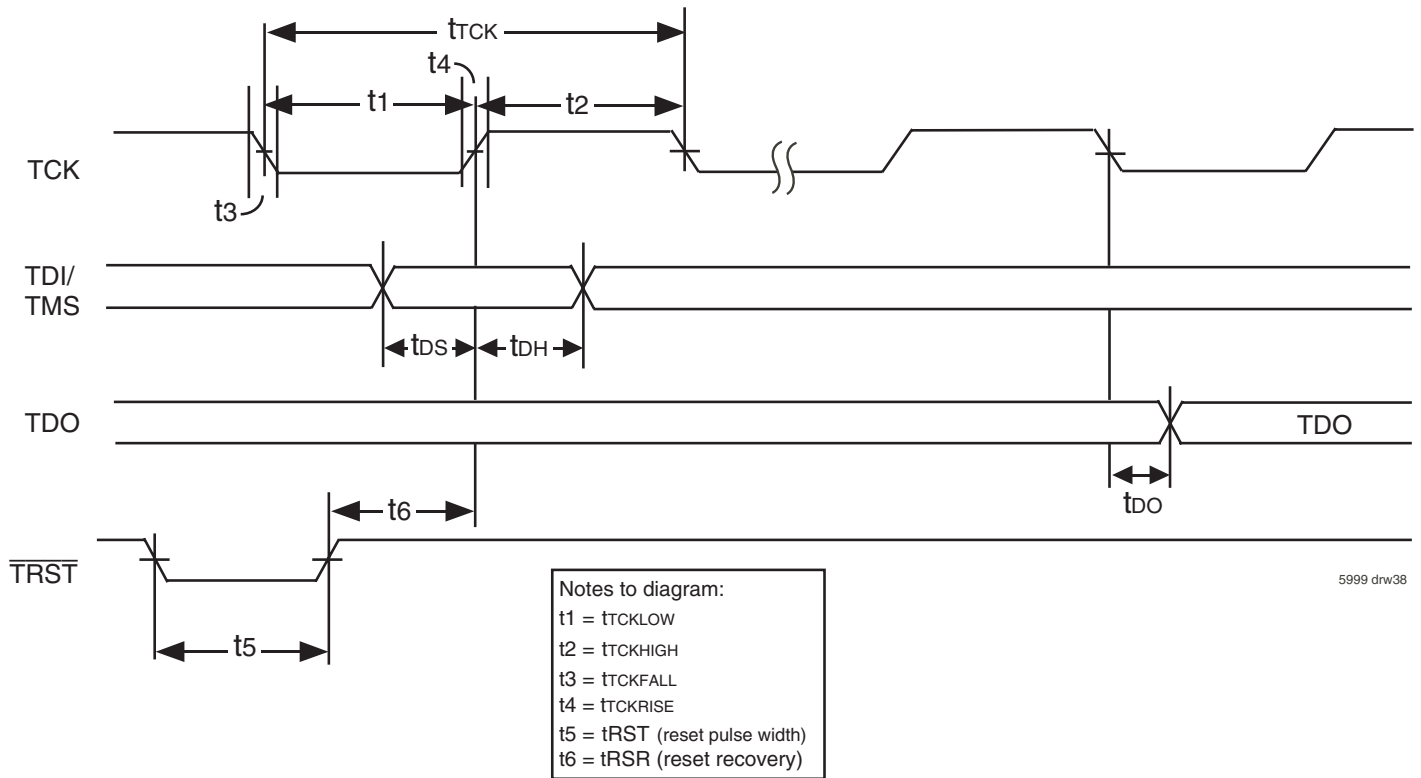 tTCK
t4
t1
t2
TCK
t3
TDI/
TMS
tDS
tDH
TDO
TDO
t6
tDO
TRST
5999 drw38
t5
Notes to diagram:
t1 = tTCKLOW
t2 = tTCKHIGH
t3 = tTCKFALL
t4 = tTCKRISE
t5 = tRST (reset pulse width)
t6 = tRSR (reset recovery)